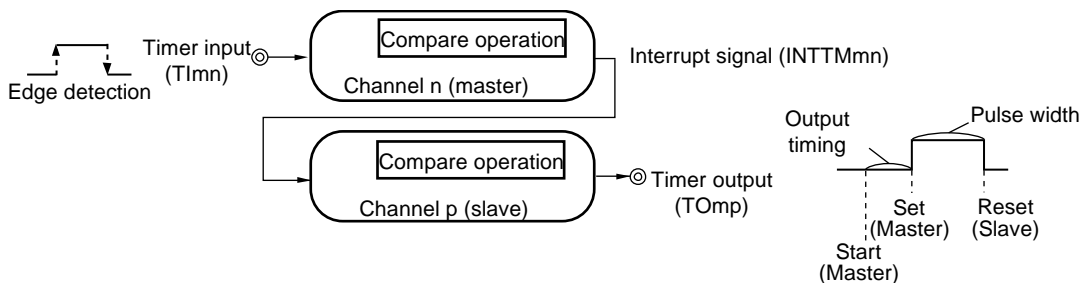 Compare operation
Timer input
(TImn)
Interrupt signal (INTTMmn)
Edge detection
Channel n (master)
Output
timing
Pulse width
Compare operation
Timer output
(TOmp)
Channel p (slave)
Set
(Master)
Reset
(Slave)
Start
(Master)